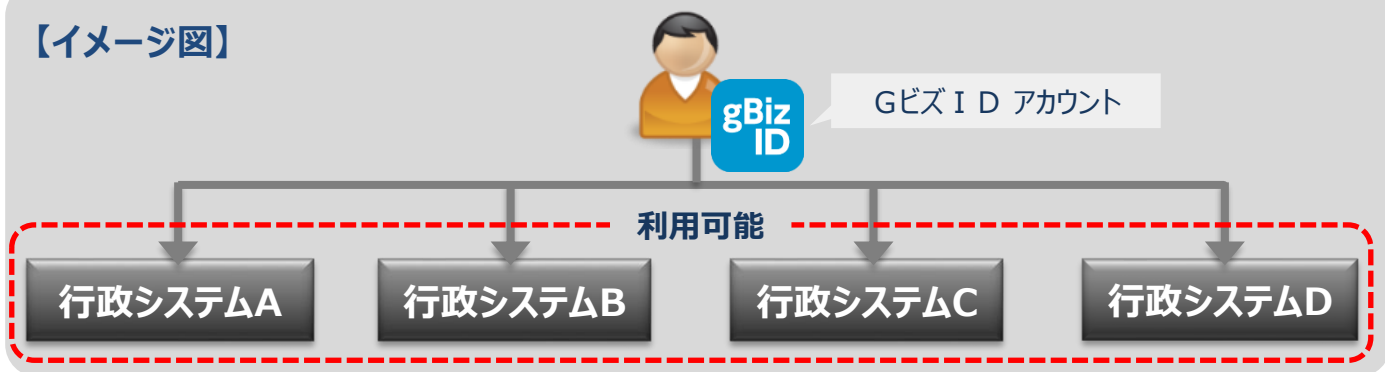 【イメージ図】
gBiz
ID
GビズＩＤ アカウント
利用可能
行政システムA
行政システムB
行政システムC
行政システムD